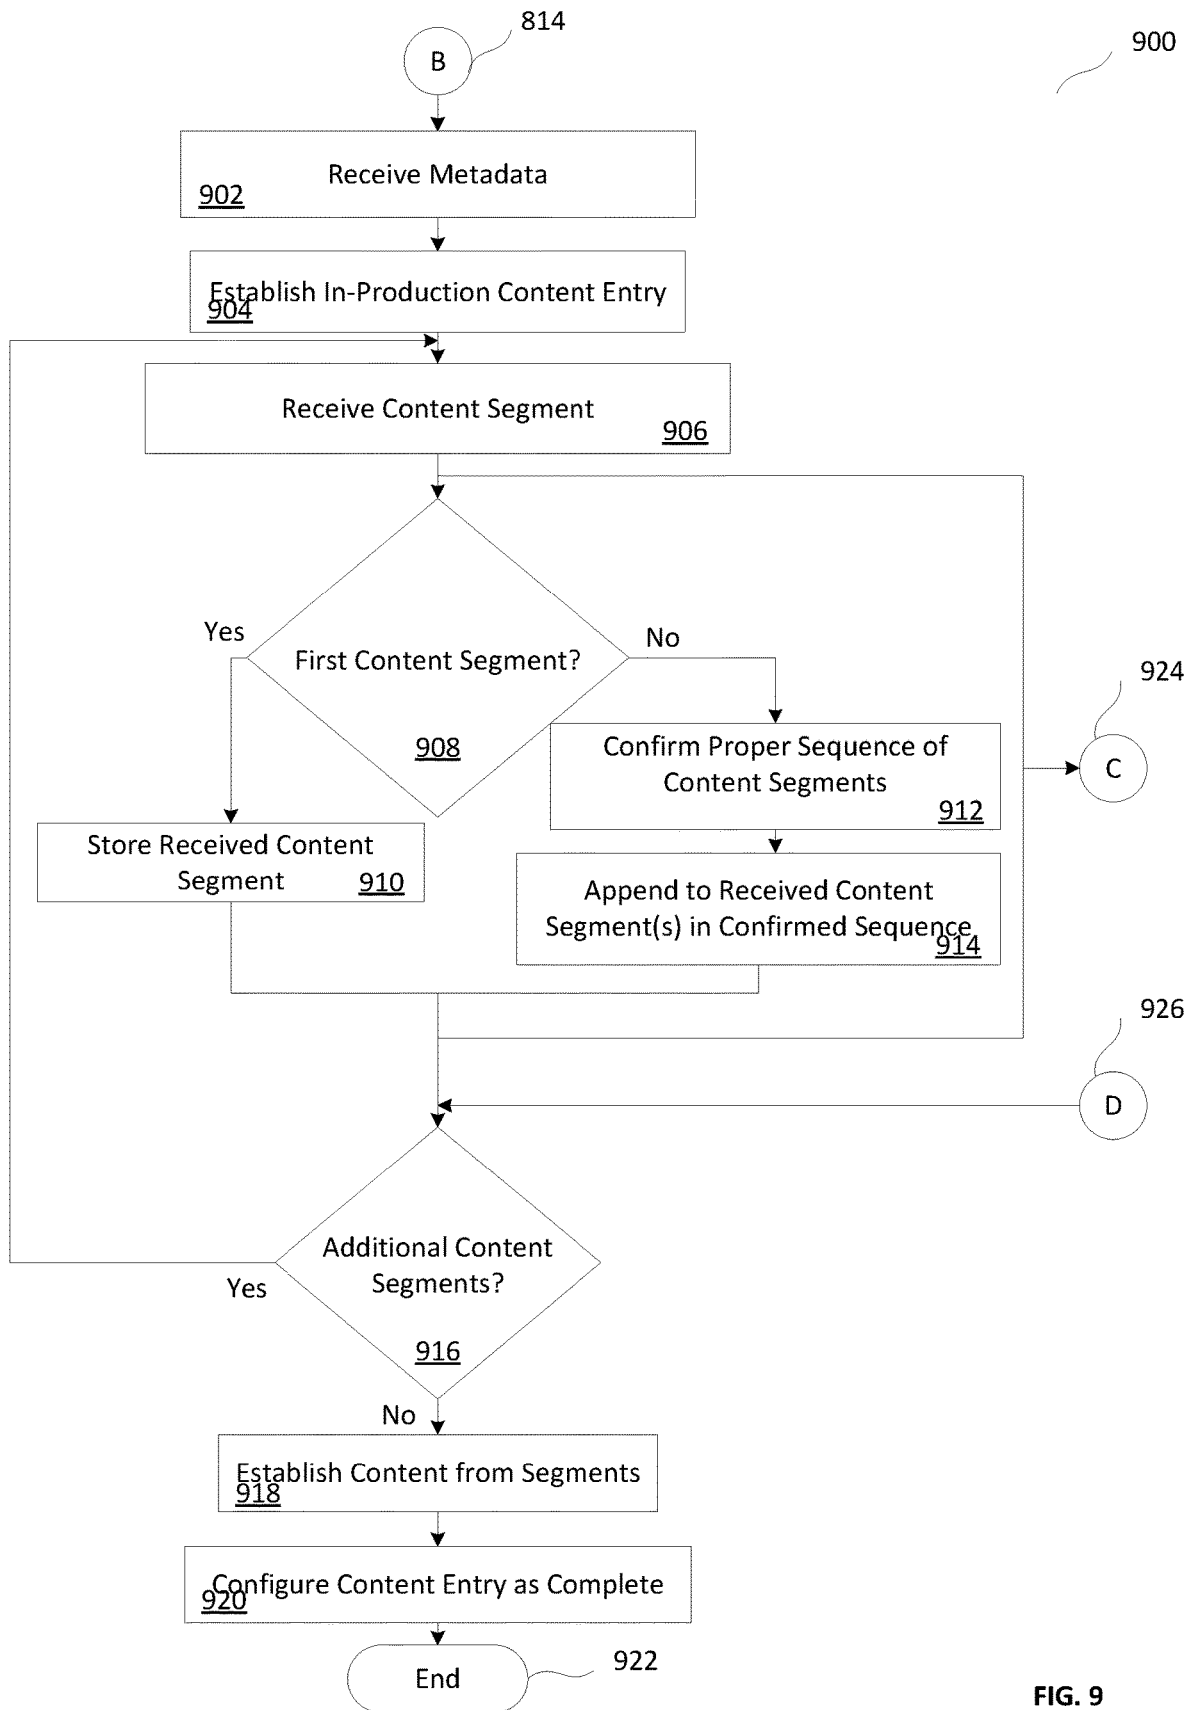 814
900
B
Receive Metadata
902
Establish In-Production Content Entry
904
Receive Content Segment
906
Yes
No
First Content Segment?
908
924
C
Confirm Proper Sequence of
Content Segments
912
Store Received Content
Segment
910
Append to Received Content
Segment(s) in Confirmed Sequence
914
926
D
Additional Content
Segments?
Yes
916
No
Establish Content from Segments
918
Configure Content Entry as Complete
920
End
922
FIG. 9